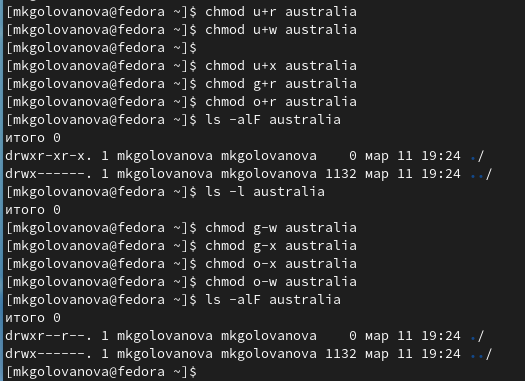 [mkgolovanova@fedora ~]$ chmod u+r australia
[mkgolovanova@fedora ~]$ chmod u+w australia
[mkgolovanova@fedora ~]$
[mkgolovanova@fedora ~]$ chmod u+x australia
[mkgolovanova@fedora ~]$ chmod g+r australia
[mkgolovanova@fedora ~]$ chmod o+r australia
[mkgolovanova@fedora ~]$ ls -alF australia
итого 0
drwxr-xr-x. 1 mkgolovanova mkgolovanova    0 мар 11 19:24 ./
drwx------. 1 mkgolovanova mkgolovanova 1132 мар 11 19:24 ../
[mkgolovanova@fedora ~]$ ls -l australia
итого 0
[mkgolovanova@fedora ~]$ chmod g-w australia
[mkgolovanova@fedora ~]$ chmod g-x australia
[mkgolovanova@fedora ~]$ chmod o-x australia
[mkgolovanova@fedora ~]$ chmod o-w australia
[mkgolovanova@fedora ~]$ ls -alF australia
итого 0
drwxr--r--. 1 mkgolovanova mkgolovanova    0 мар 11 19:24 ./
drwx------. 1 mkgolovanova mkgolovanova 1132 мар 11 19:24 ../
[mkgolovanova@fedora ~]$